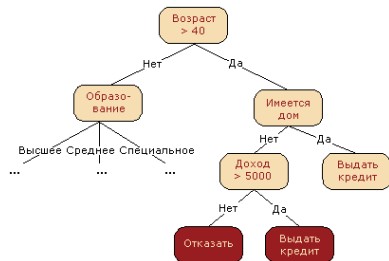 Возраст
> 40
Нет
Да
Образо-
вание
Имеется
дом
Высшее Среднее Специальное
Нет
Да
... ... ...
Доход
> 5000
Выдать
кредит
Нет
Да
Отказать
Выдать
кредит